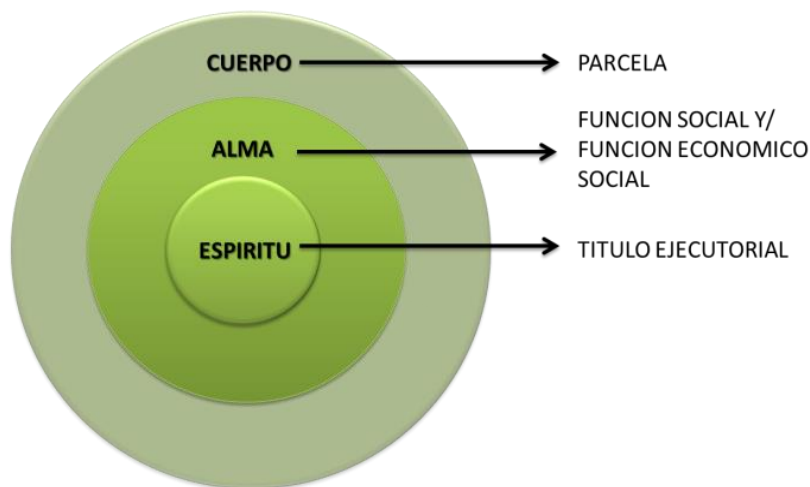 CUERPO
PARCELA
ALMA
FUNCION SOCIAL Y/
FUNCION ECONOMICO
SOCIAL
ESPIRITU
TITULO EJECUTORIAL